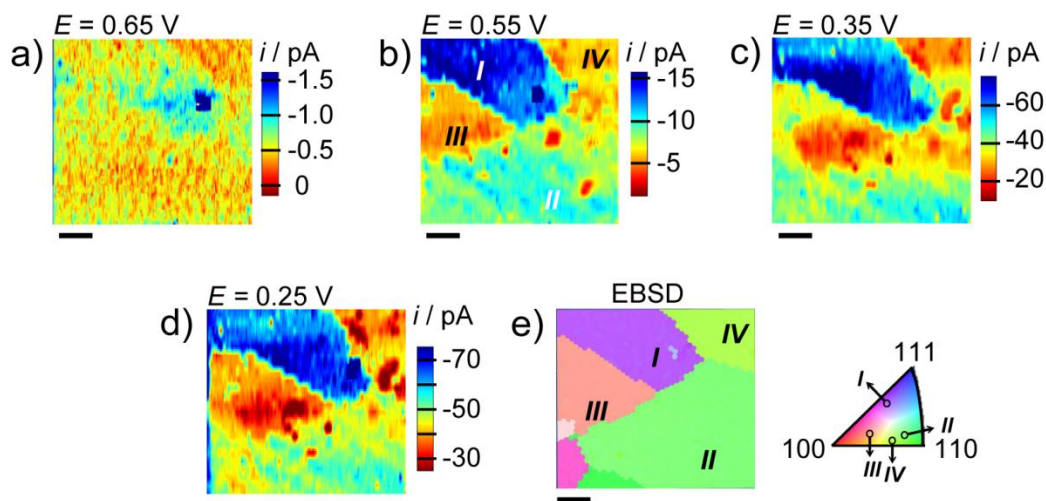 a) E = 0.65 V
i / pA
-1.5
-1.0
-0.5
0
b) E = 0.55 V
I
IV
III
II
i / pA
-15
-10
-5
c) E = 0.35 V
i / pA
-60
-40
-20
d) E = 0.25 V
i / pA
-70
-50
-30
e) EBSD
I
IV
III
II
111
I
II
100
110
III
IV